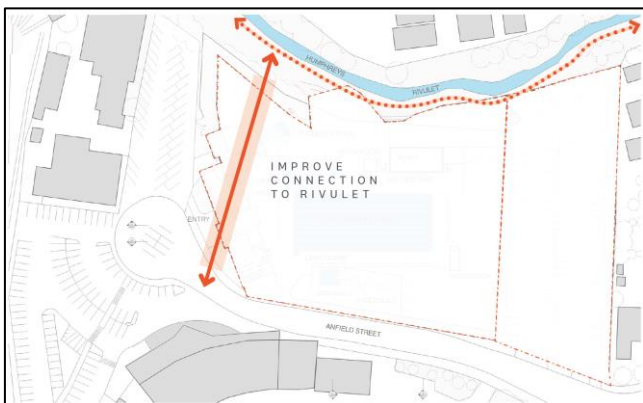 HUMPHREYS
RIVULET
IMPROVE
CONNECTION
TO RIVULET
ENTRY
ANFIELD STREET